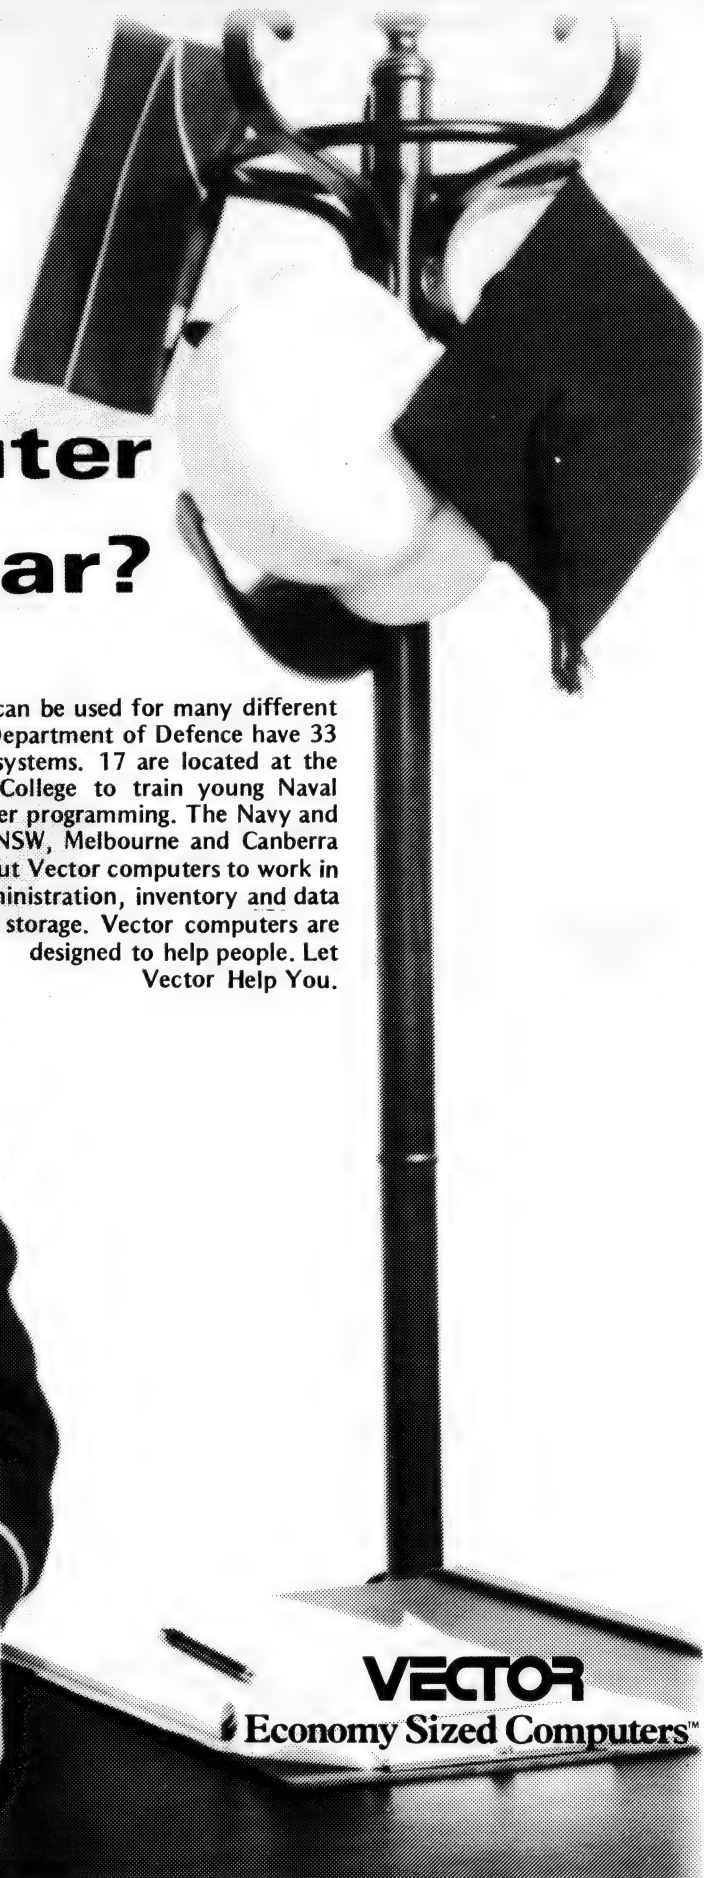 ter
ar?
can be used for many different
Department of Defence have 33
systems. 17 are located at the
College to train young Naval
er programming. The Navy and
NSW, Melbourne and Canberra
ut Vector computers to work in
inistration, inventory and data
storage. Vector computers are
designed to help people. Let
Vector Help You.
VECTOR
Economy Sized Computers™